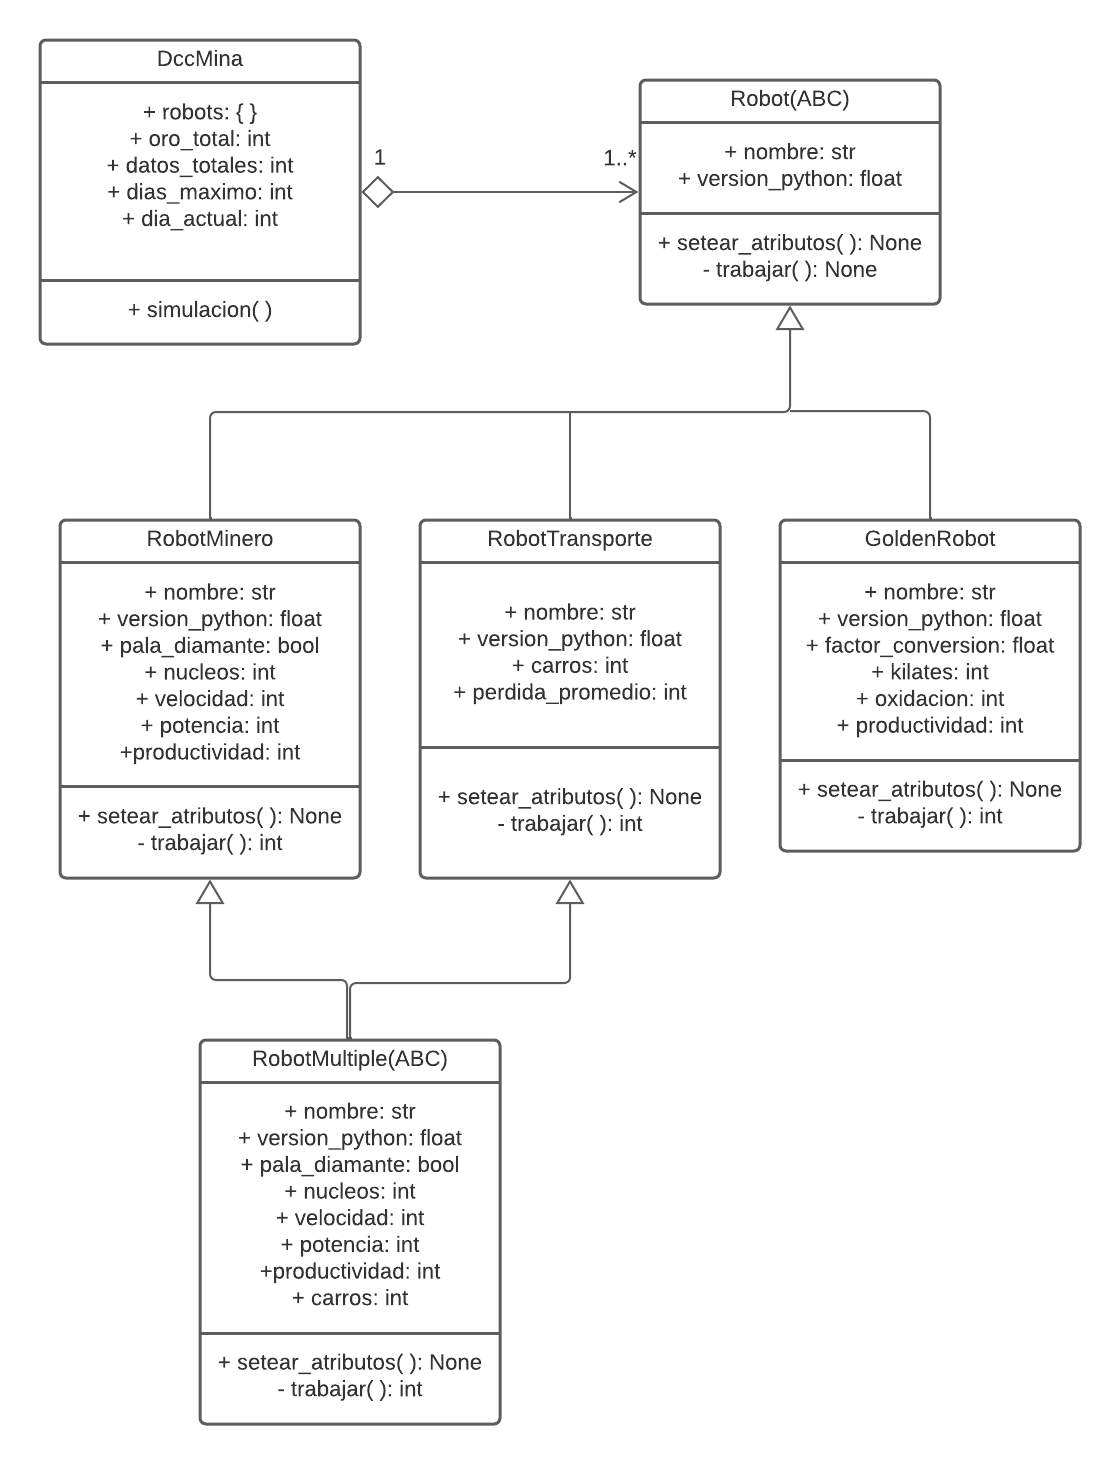 DccMina
+ robots: { }
+ oro_total: int
+ datos_totales: int
+ dias_maximo: int
+ dia_actual: int
+ simulacion( )
1
1..*
Robot(ABC)
+ nombre: str
+ version_python: float
+ setear_atributos( ): None
- trabajar( ): None
RobotMinero
+ nombre: str
+ version_python: float
+ pala_diamante: bool
+ nucleos: int
+ velocidad: int
+ potencia: int
+productividad: int
+ setear_atributos( ): None
- trabajar( ): int
RobotTransporte
+ nombre: str
+ version_python: float
+ carros: int
+ perdida_promedio: int
+ setear_atributos( ): None
- trabajar( ): int
GoldenRobot
+ nombre: str
+ version_python: float
+ factor_conversion: float
+ kilates: int
+ oxidacion: int
+ productividad: int
+ setear_atributos( ): None
- trabajar( ): int
RobotMultiple(ABC)
+ nombre: str
+ version_python: float
+ pala_diamante: bool
+ nucleos: int
+ velocidad: int
+ potencia: int
+productividad: int
+ carros: int
+ setear_atributos( ): None
- trabajar( ): int